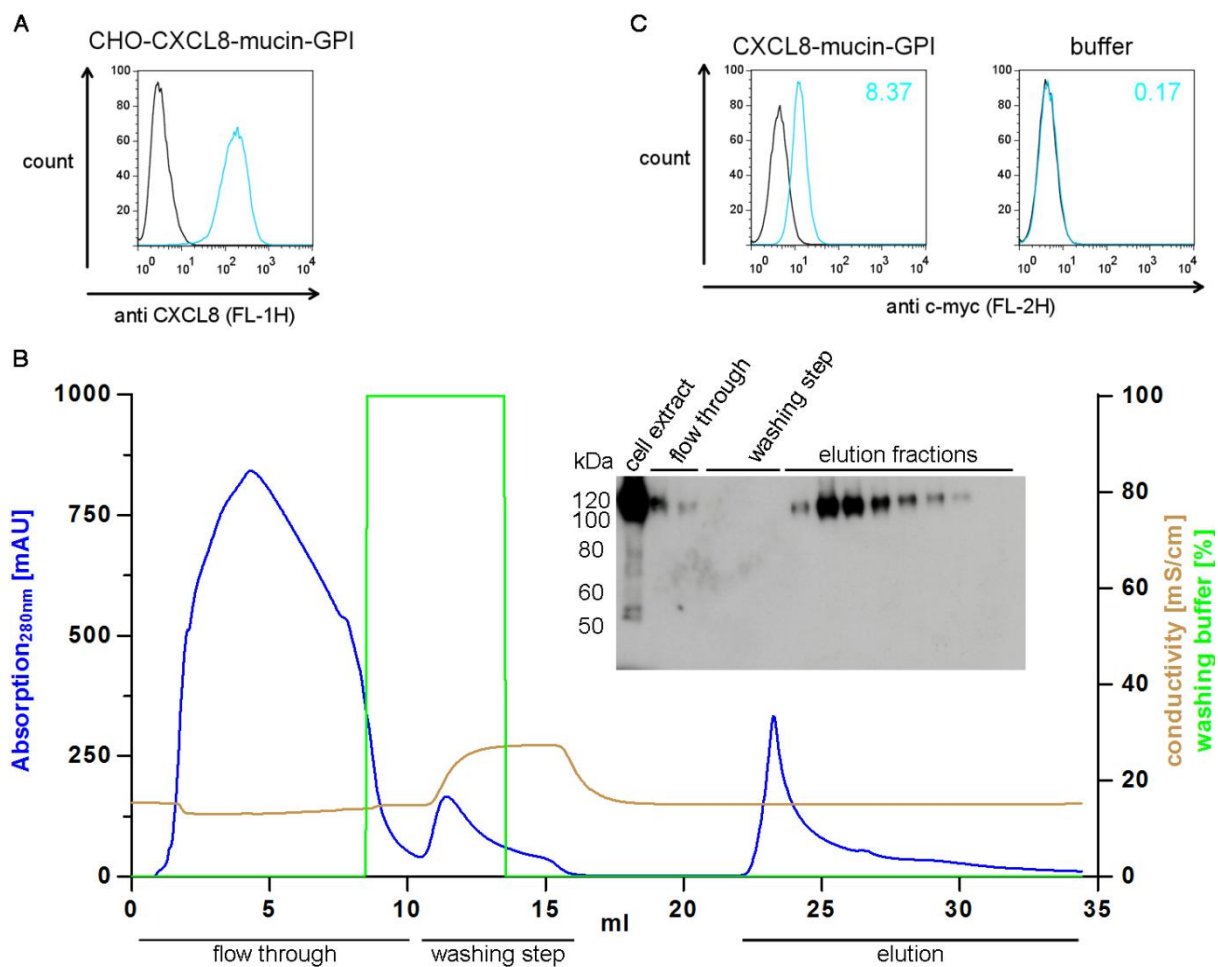 A
CHO-CXCL8-mucin-GPI
100
80
60
40
20
count
10^0 10^1 10^2 10^3 10^4
anti CXCL8 (FL-1H)
C
CXCL8-mucin-GPI
buffer
100
80
60
40
20
8.37
count
10^0 10^1 10^2 10^3 10^4
100
80
60
40
20
0.17
10^0 10^1 10^2 10^3 10^4
anti c-myc (FL-2H)
B
1000
750
500
250
0
Absorption280nm [mAU]
100
80
60
40
20
0
conductivity [mS/cm]
washing buffer [%]
cell extract
flow through
washing step
elution fractions
kDa
120
100
80
60
50
0 5 10 15 20 25 30 35
ml
flow through washing step elution